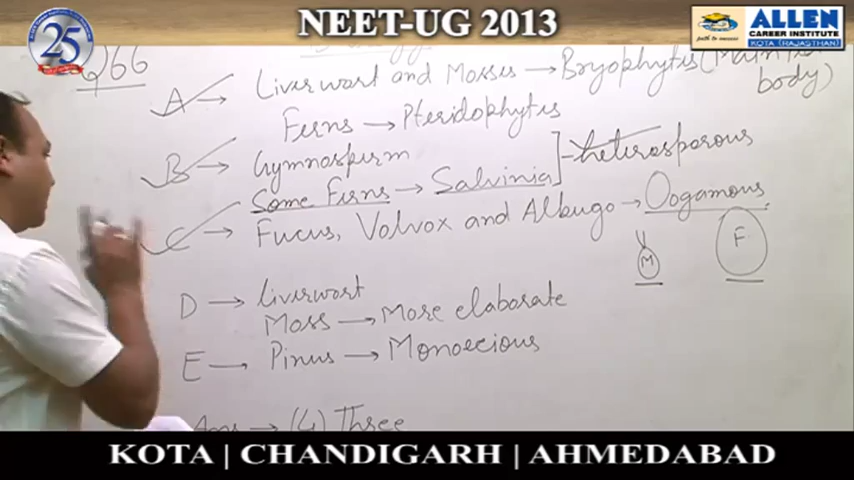 NEET-UG 2013
25
ALLEN
CAREER INSTITUTE
KOTA (RAJASTHAN)
path to success
Q66
A → Liverwort and Mosses → Bryophytes (Main
body)
Ferns → Pteridophytes
B → Gymnosperm
Some Ferns → Salvinia ] - heterosporous
C → Fucus, Volvox and Albugo → Oogamous
M F
D → Liverwort
Moss → More elaborate
E → Pinus → Monoecious
Ans → (4) Three
KOTA | CHANDIGARH | AHMEDABAD